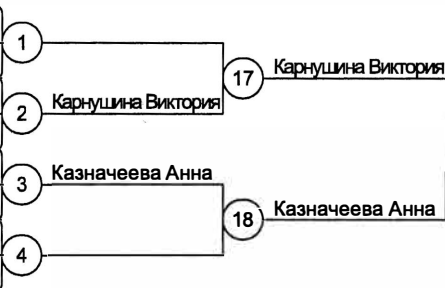 1
17 Карнушина Виктория
2 Карнушина Виктория
3 Казначеева Анна
18 Казначеева Анна
4